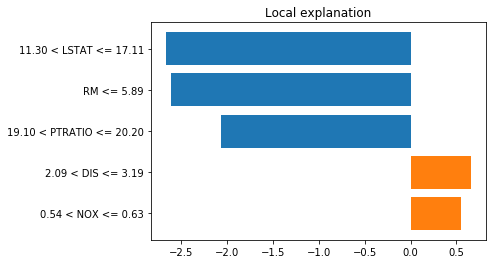 Local explanation
11.30 < LSTAT <= 17.11
RM <= 5.89
19.10 < PTRATIO <= 20.20
2.09 < DIS <= 3.19
0.54 < NOX <= 0.63
−2.5 −2.0 −1.5 −1.0 −0.5 0.0 0.5